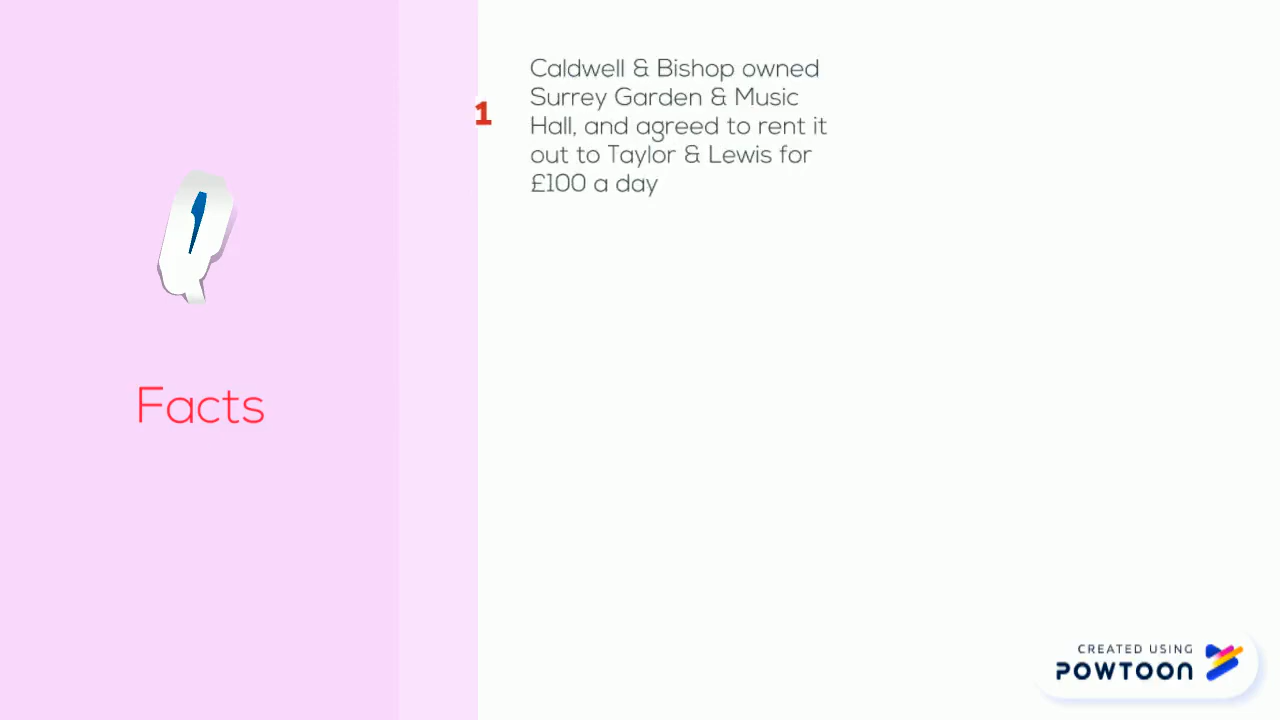 1
Caldwell & Bishop owned
Surrey Garden & Music
Hall, and agreed to rent it
out to Taylor & Lewis for
£100 a day
Facts
CREATED USING
POWTOON